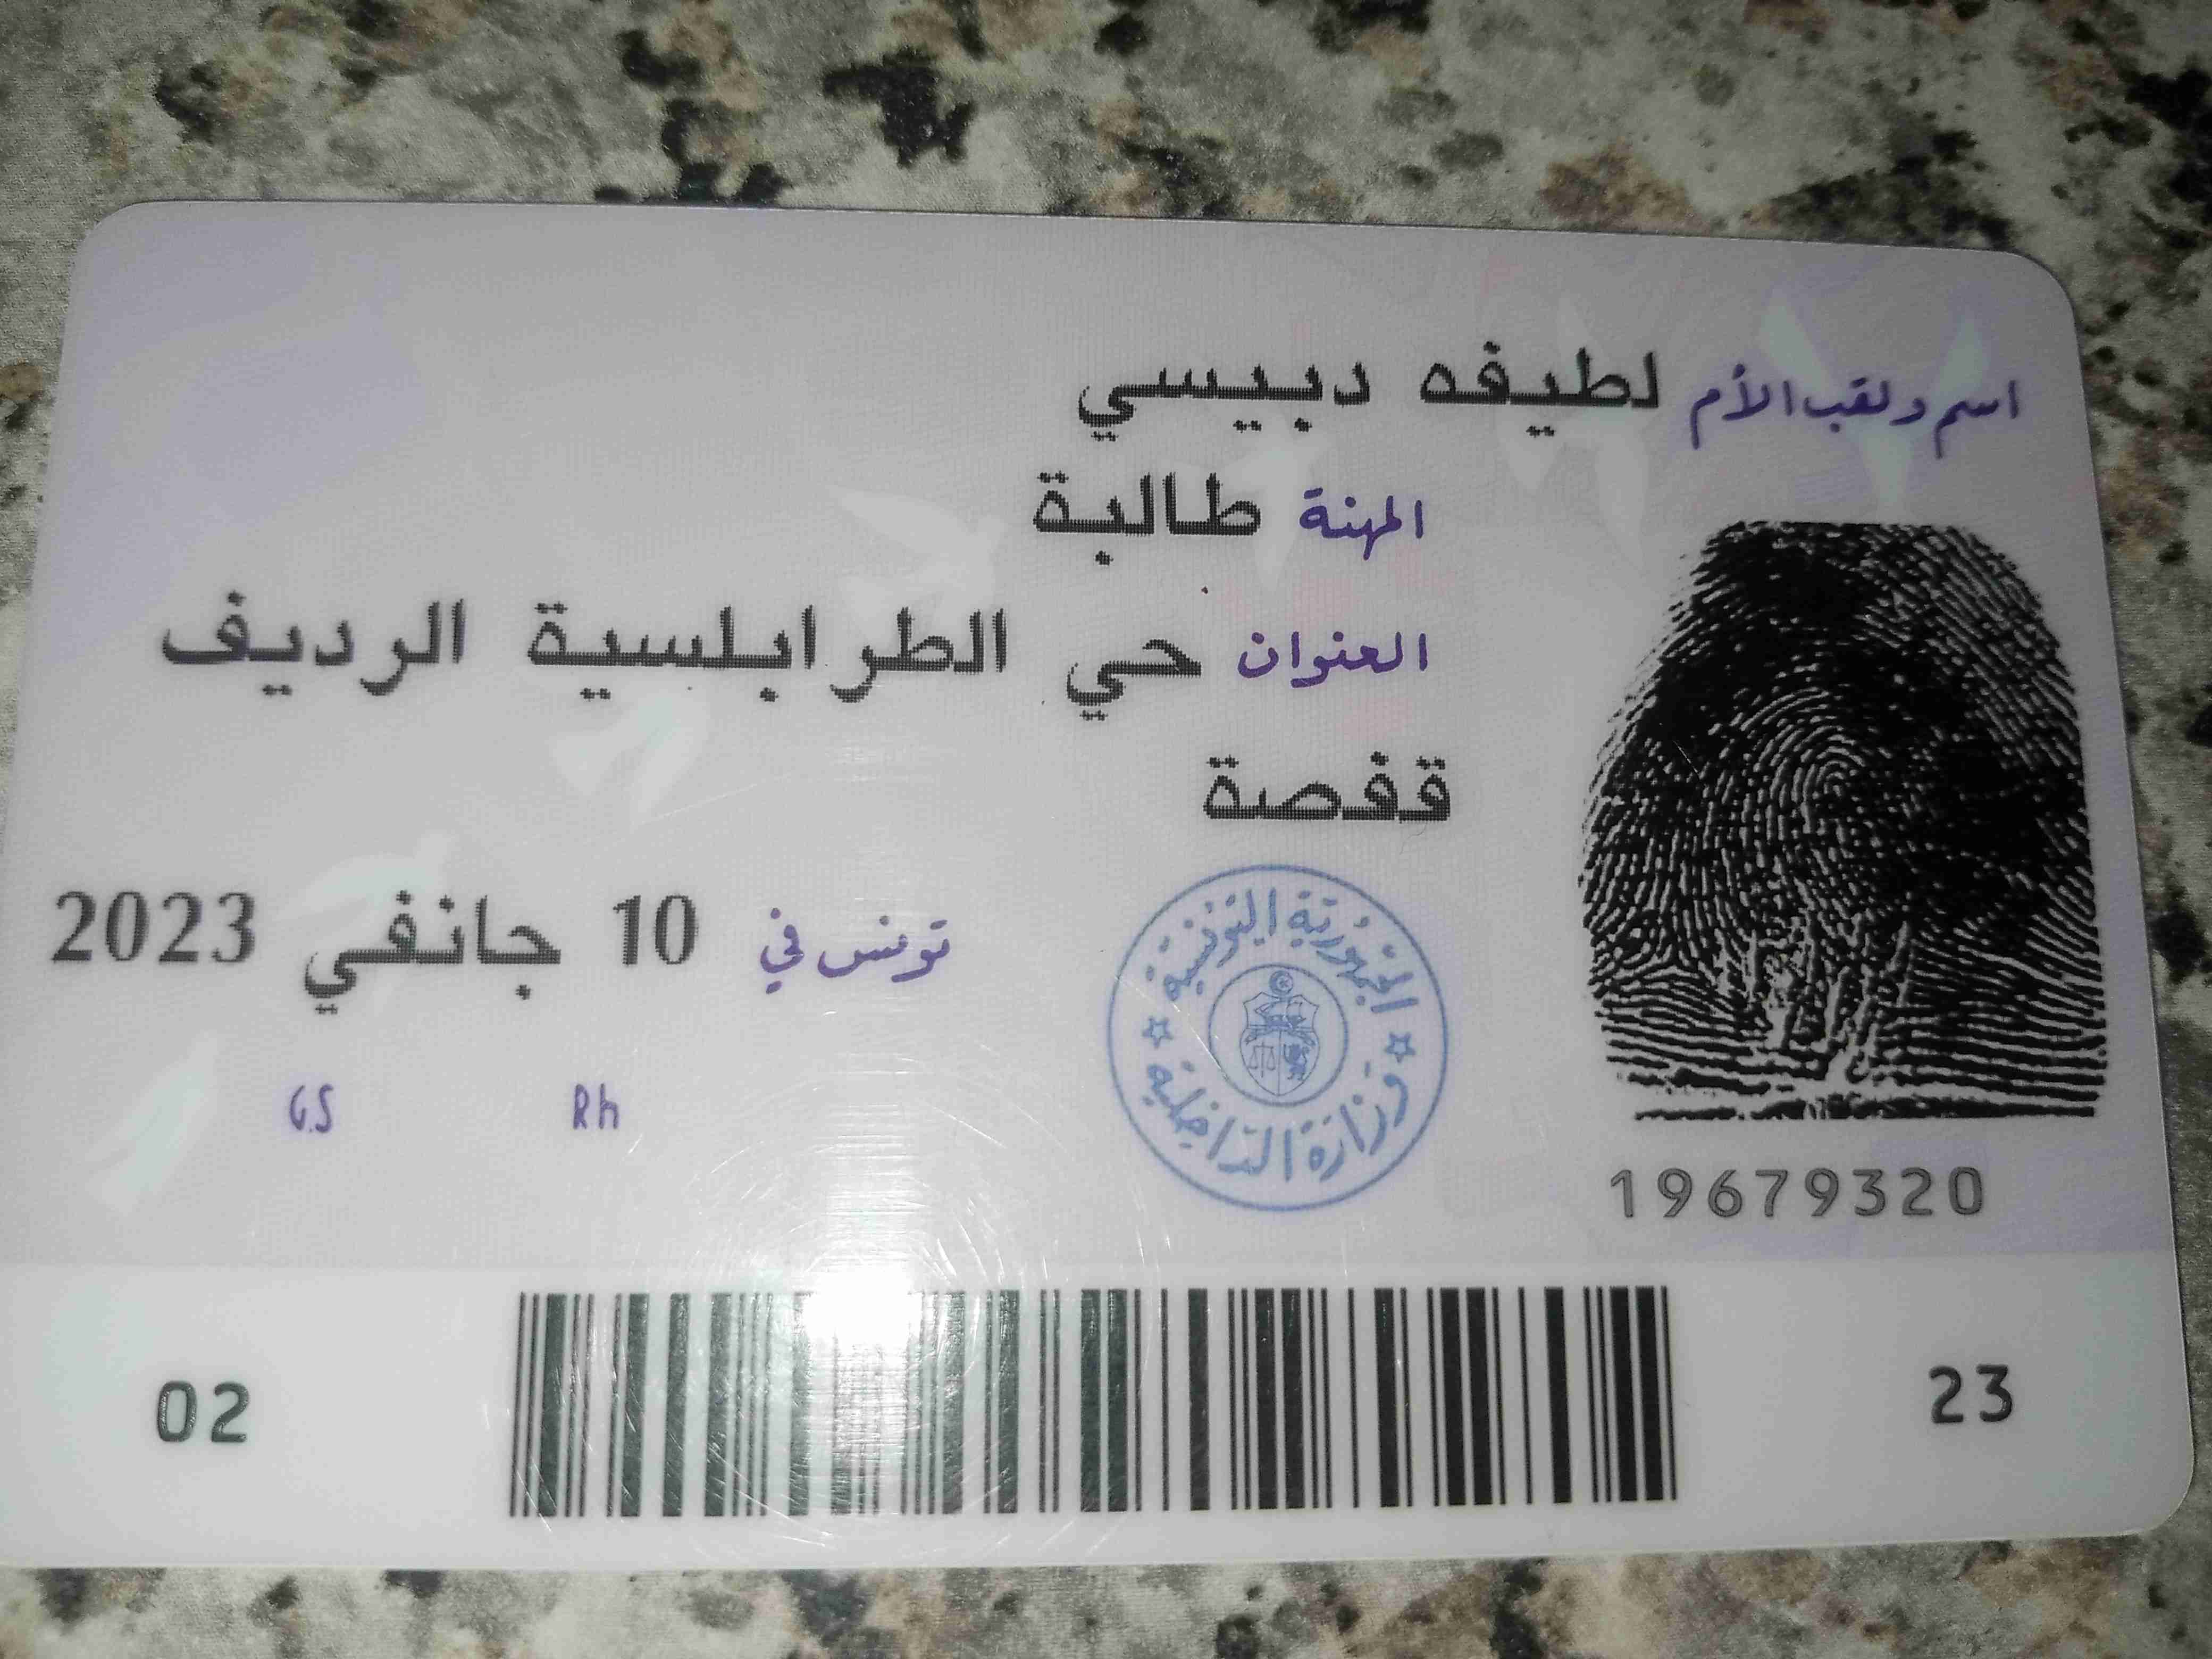 اسم ولقب الأم لطيفه دبيسي
المهنة طالبة
العنوان حي الطرابلسية الرديف
قفصة
تونس في 10 جانفي 2023
الجمهورية التونسية
وزارة الداخلية
Rh
G.S
19679320
02
23